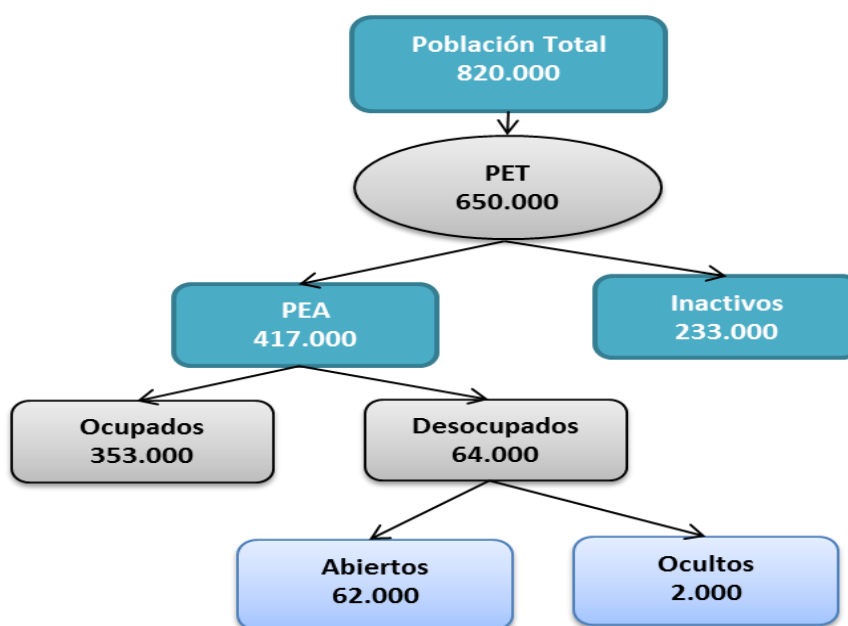 Población Total
820.000
PET
650.000
PEA
417.000
Inactivos
233.000
Ocupados
353.000
Desocupados
64.000
Abiertos
62.000
Ocultos
2.000